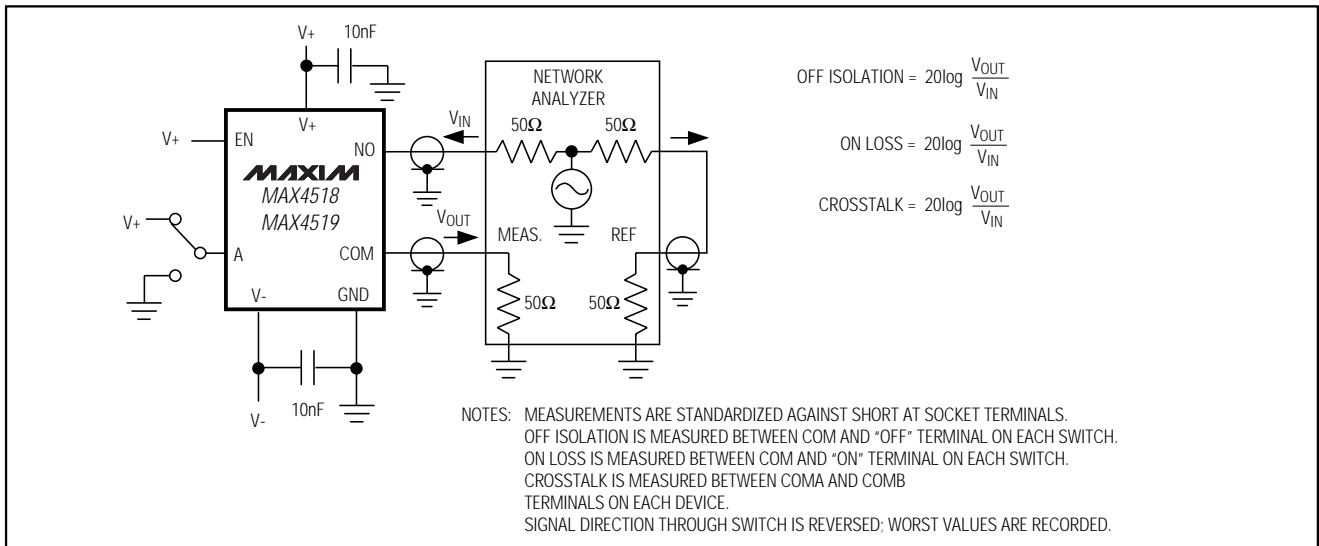 V+ 10nF
V+
V+ EN
NO
MAXIM
MAX4518
MAX4519
V+
A
COM
V- GND
10nF
V-
VIN
VOUT
NETWORK
ANALYZER
50Ω 50Ω
MEAS. REF
50Ω 50Ω
OFF ISOLATION = 20log VOUT
VIN
ON LOSS = 20log VOUT
VIN
CROSSTALK = 20log VOUT
VIN
NOTES: MEASUREMENTS ARE STANDARDIZED AGAINST SHORT AT SOCKET TERMINALS.
OFF ISOLATION IS MEASURED BETWEEN COM AND “OFF” TERMINAL ON EACH SWITCH.
ON LOSS IS MEASURED BETWEEN COM AND “ON” TERMINAL ON EACH SWITCH.
CROSSTALK IS MEASURED BETWEEN COMA AND COMB
TERMINALS ON EACH DEVICE.
SIGNAL DIRECTION THROUGH SWITCH IS REVERSED; WORST VALUES ARE RECORDED.